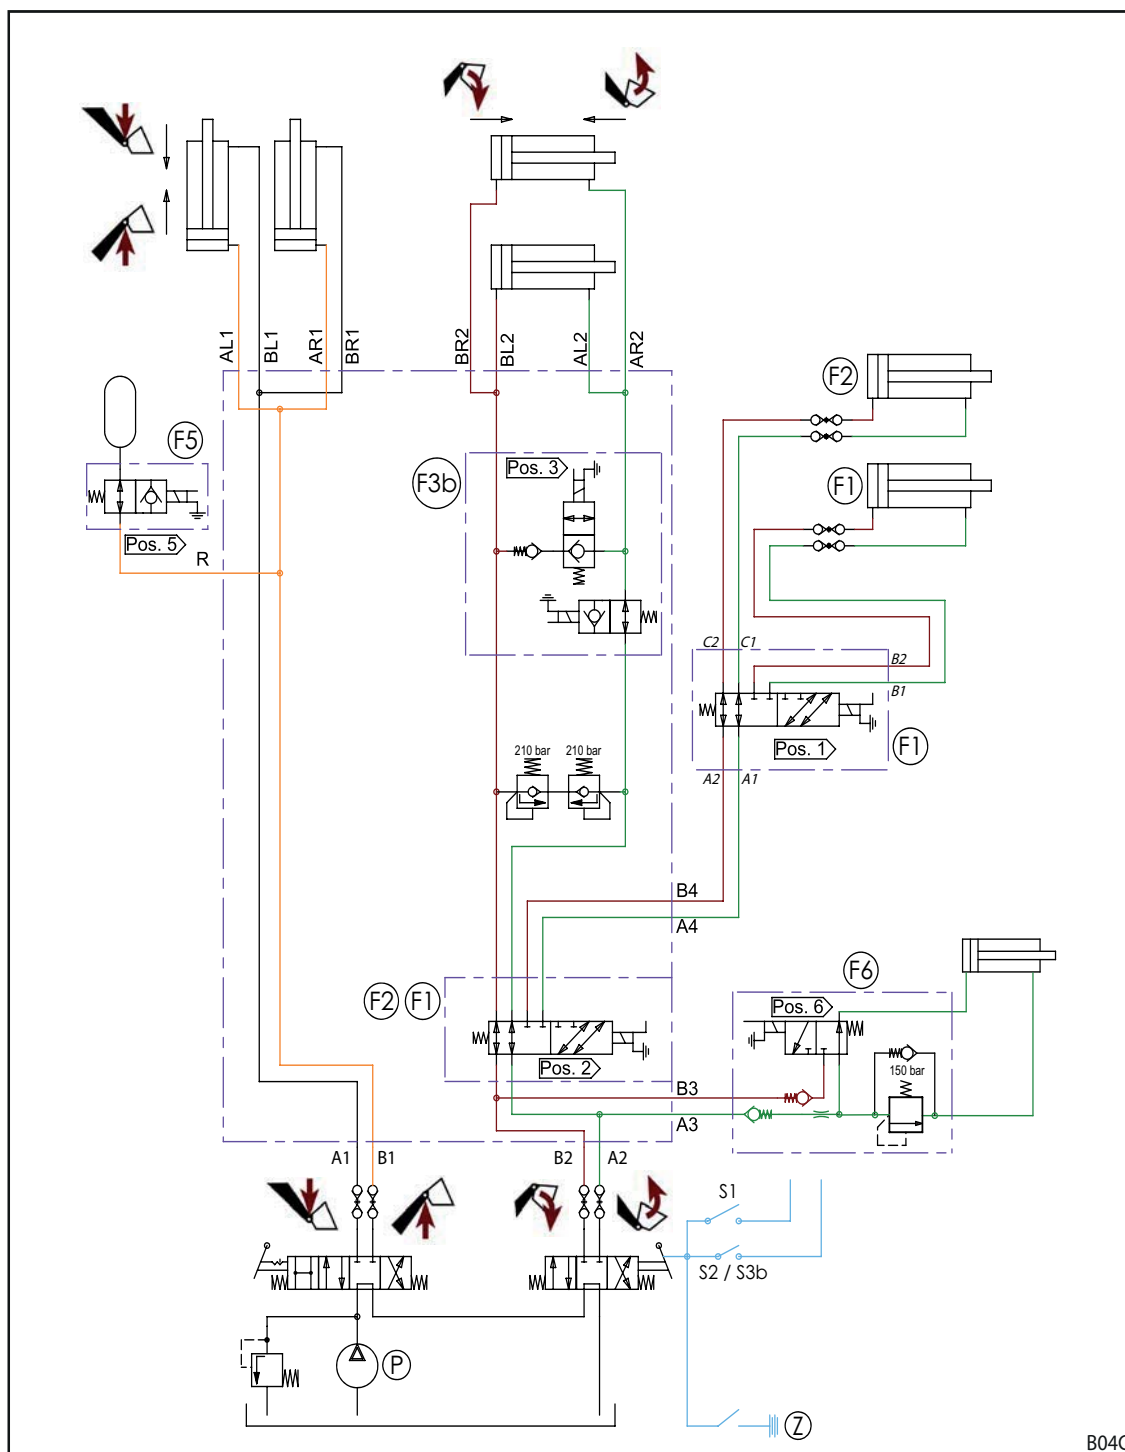 AL1
BL1
AR1
BR1
BR2
BL2
AL2
AR2
F2
F5
F3b
Pos. 3
F1
Pos. 5
R
C2
C1
B2
B1
Pos. 1
F1
210 bar
210 bar
A2
A1
B4
A4
F2
F1
F6
Pos. 6
Pos. 2
150 bar
B3
A3
A1
B1
B2
A2
S1
S2 / S3b
P
Z